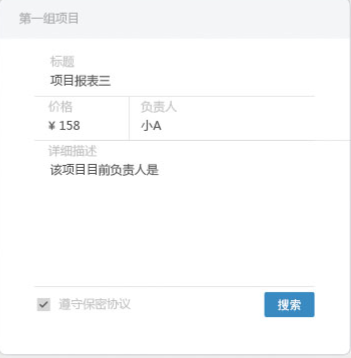 第一组项目
标题
项目报表三
价格 负责人
¥ 158 小A
详细描述
该项目目前负责人是
遵守保密协议 搜索